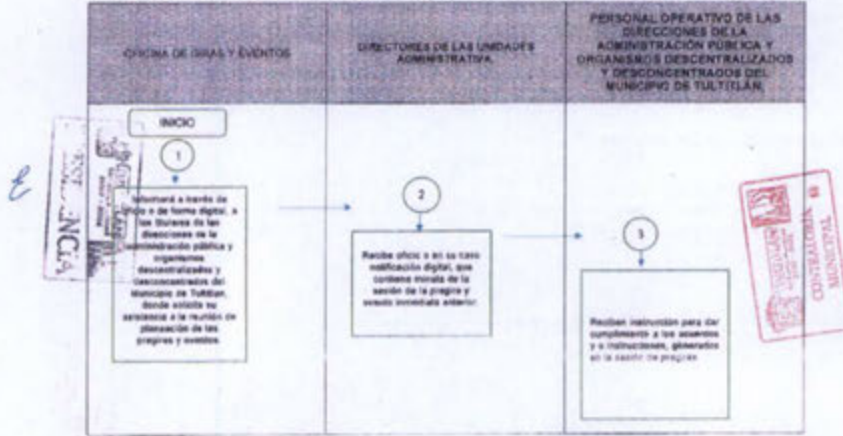 OFICINA DE GIRAS Y EVENTOS
DIRECTORES DE LAS UNIDADES
ADMINISTRATIVA
PERSONAL OPERATIVO DE LAS
DIRECCIONES DE LA
ADMINISTRACIÓN PÚBLICA Y
ORGANISMOS DESCENTRALIZADOS
Y DESCONCENTRADOS DEL
MUNICIPIO DE TULTITLÁN.
INICIO
1
Informará a través de
oficio o de forma digital, a
los titulares de las
direcciones de la
administración pública y
organismos
descentralizados y
desconcentrados del
Municipio de Tultitlan,
donde solicita su
asistencia a la reunión de
planeación de las
pregiras y eventos.
2
Recibe oficio o en su caso
notificación digital, que
contiene minuta de la
sesión de la pregira y
evento inmediato anterior.
3
Reciben instrucción para dar
cumplimiento a los acuerdos
y o instrucciones, generados
en la sesión de pregiras
CONTRALORÍA
MUNICIPAL